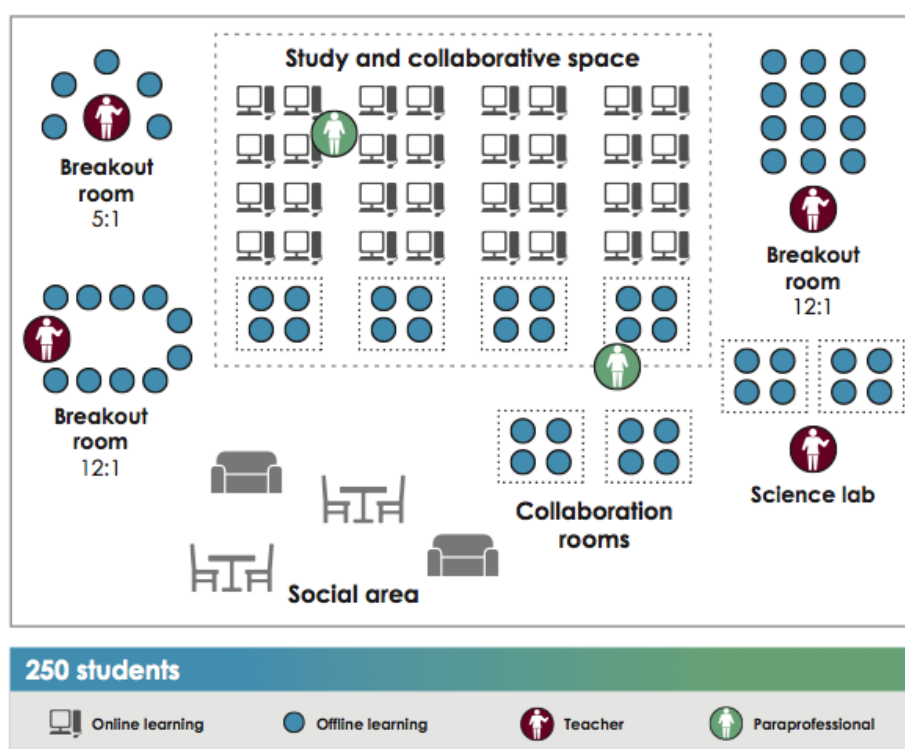 Study and collaborative space
Breakout
room
5:1
Breakout
room
12:1
Breakout
room
12:1
Science lab
Collaboration
rooms
Social area
250 students
Online learning
Offline learning
Teacher
Paraprofessional